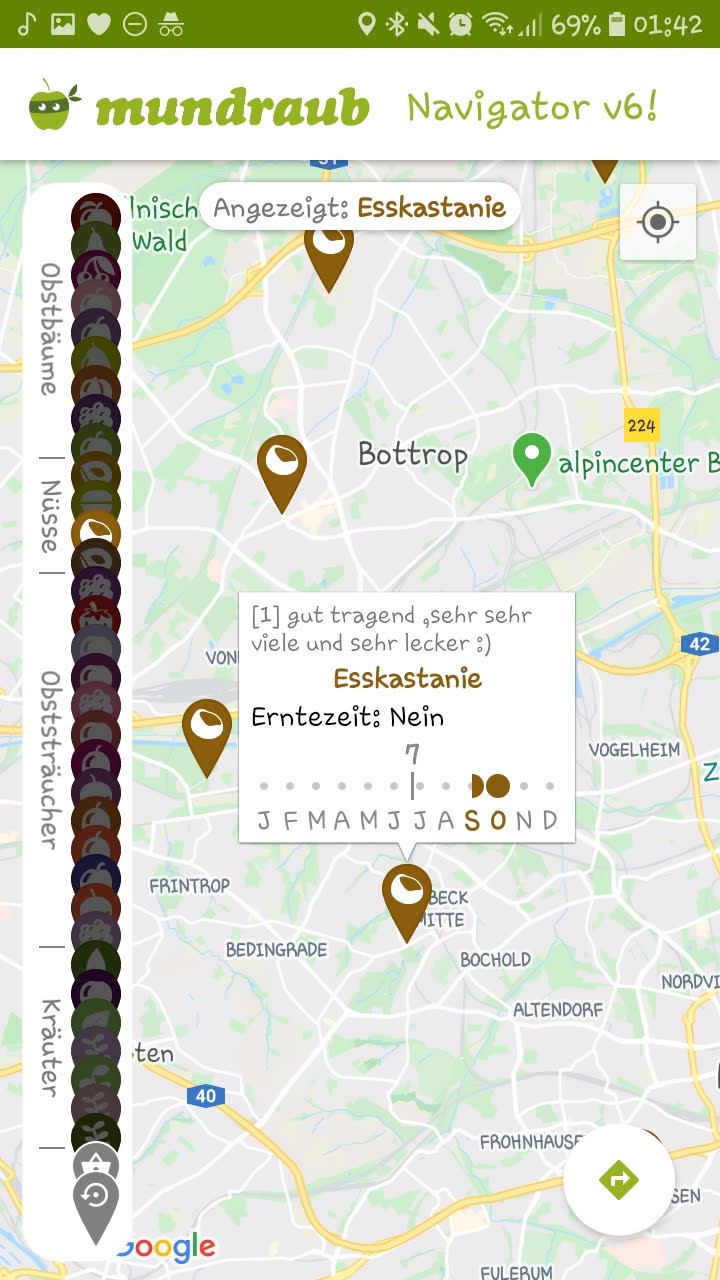 69% 01:42
mundraub Navigator v6!
lnisch
Wald
Angezeigt: Esskastanie
Obstbäume
Nüsse
Obststräucher
Kräuter
224
Bottrop
alpincenter B
42
[1] gut tragend ,sehr sehr
viele und sehr lecker :)
Esskastanie
Erntezeit: Nein
7
J F M A M J J A S O N D
VON
VOGELHEIM
Z
FRINTROP
BECK
MITTE
BEDINGRADE
BOCHOLD
NORDVI
ALTENDORF
ten
40
FROHNHAUSE
SEN
Google
FULERUM